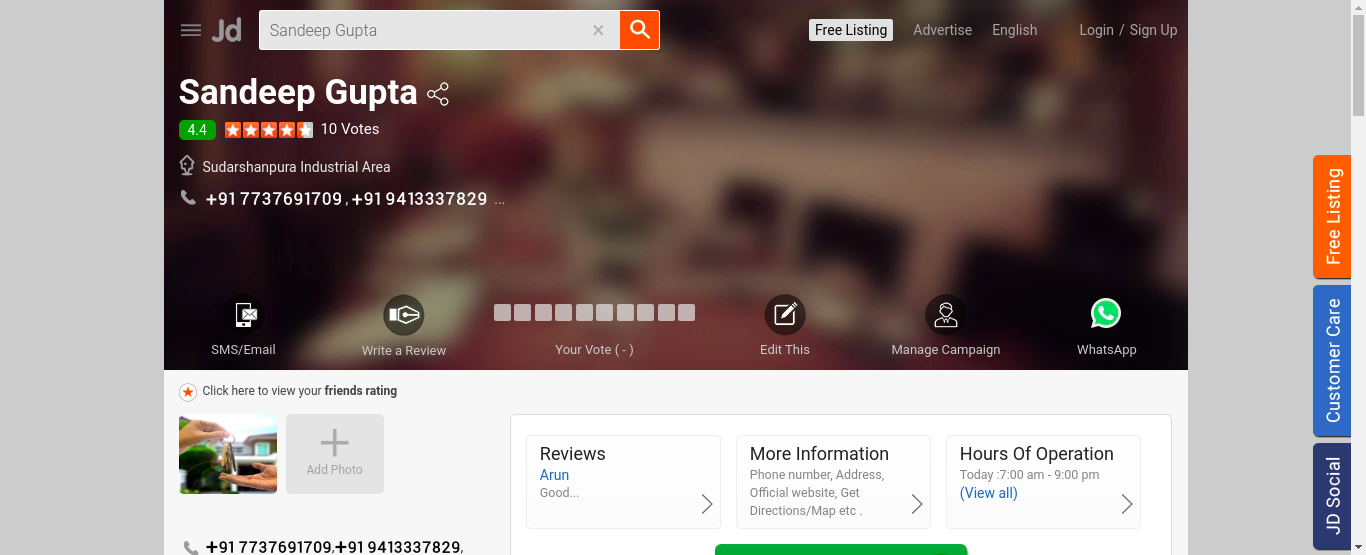 Jd
Sandeep Gupta ×
Free Listing Advertise English Login / Sign Up
Sandeep Gupta
4.4 10 Votes
Sudarshanpura Industrial Area
+91 7737691709 , +91 9413337829 ...
SMS/Email
Write a Review
Your Vote ( - )
Edit This
Manage Campaign
WhatsApp
Click here to view your friends rating
Add Photo
Reviews
Arun
Good...
More Information
Phone number, Address,
Official website, Get
Directions/Map etc .
Hours Of Operation
Today :7:00 am - 9:00 pm
(View all)
+91 7737691709,+91 9413337829,
Free Listing
Customer Care
JD Social